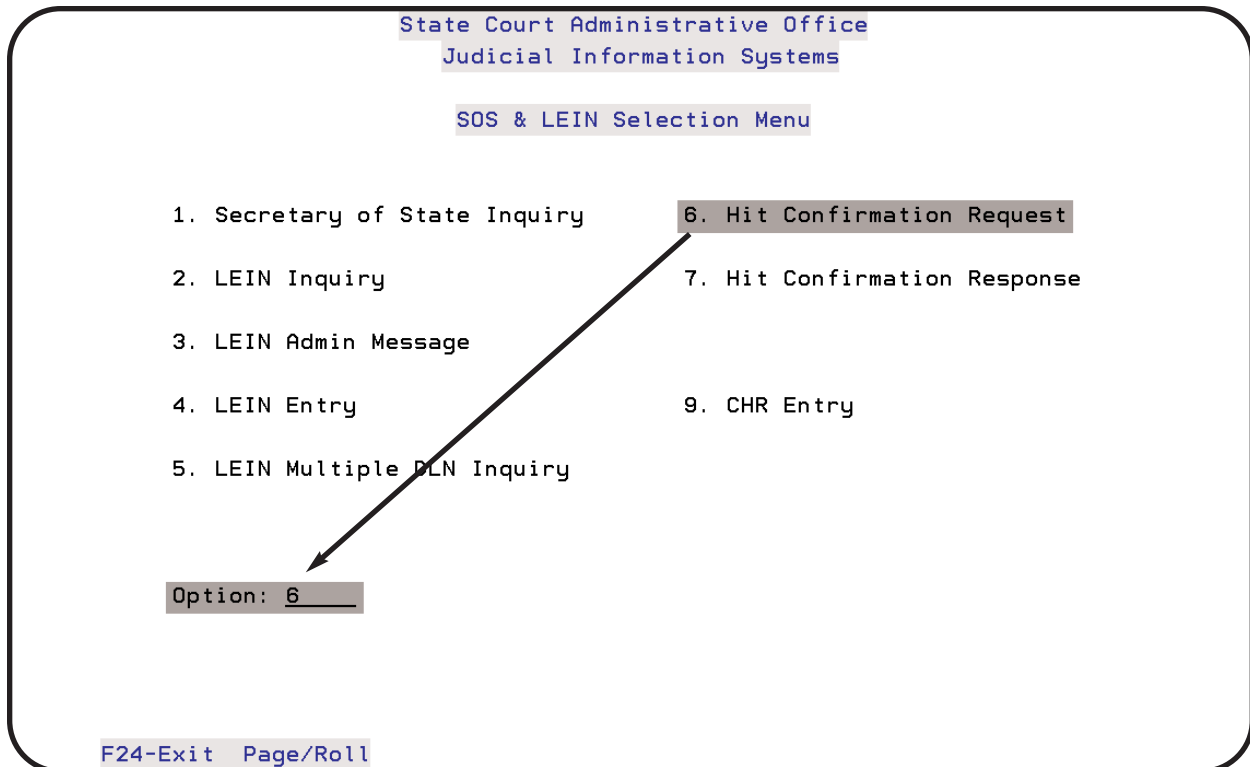 State Court Administrative Office
Judicial Information Systems
SOS & LEIN Selection Menu
1. Secretary of State Inquiry
6. Hit Confirmation Request
2. LEIN Inquiry
7. Hit Confirmation Response
3. LEIN Admin Message
4. LEIN Entry
9. CHR Entry
5. LEIN Multiple DLN Inquiry
Option: 6
F24-Exit Page/Roll